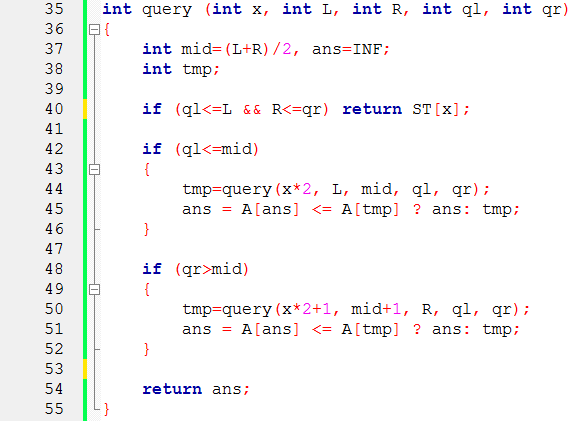 35 int query (int x, int L, int R, int ql, int qr)
36 {
37 int mid=(L+R)/2, ans=INF;
38 int tmp;
39
40 if (ql<=L && R<=qr) return ST[x];
41
42 if (ql<=mid)
43 {
44 tmp=query(x*2, L, mid, ql, qr);
45 ans = A[ans] <= A[tmp] ? ans: tmp;
46 }
47
48 if (qr>mid)
49 {
50 tmp=query(x*2+1, mid+1, R, ql, qr);
51 ans = A[ans] <= A[tmp] ? ans: tmp;
52 }
53
54 return ans;
55 }